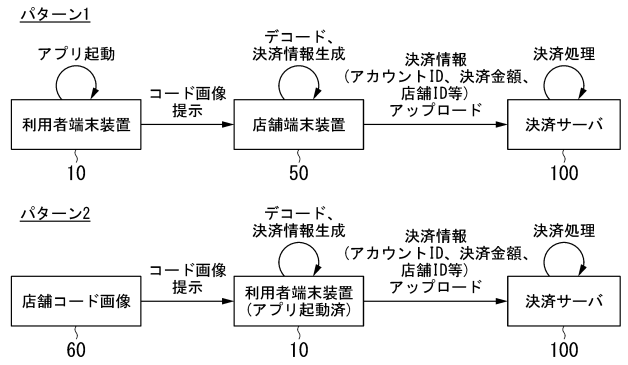 パターン1
アプリ起動
デコード、
決済情報生成
決済情報
(アカウントID、決済金額、
店舗ID等)
アップロード
決済処理
コード画像
提示
利用者端末装置
店舗端末装置
決済サーバ
10
50
100
パターン2
デコード、
決済情報生成
決済情報
(アカウントID、決済金額、
店舗ID等)
アップロード
決済処理
コード画像
提示
店舗コード画像
利用者端末装置
(アプリ起動済)
決済サーバ
60
10
100